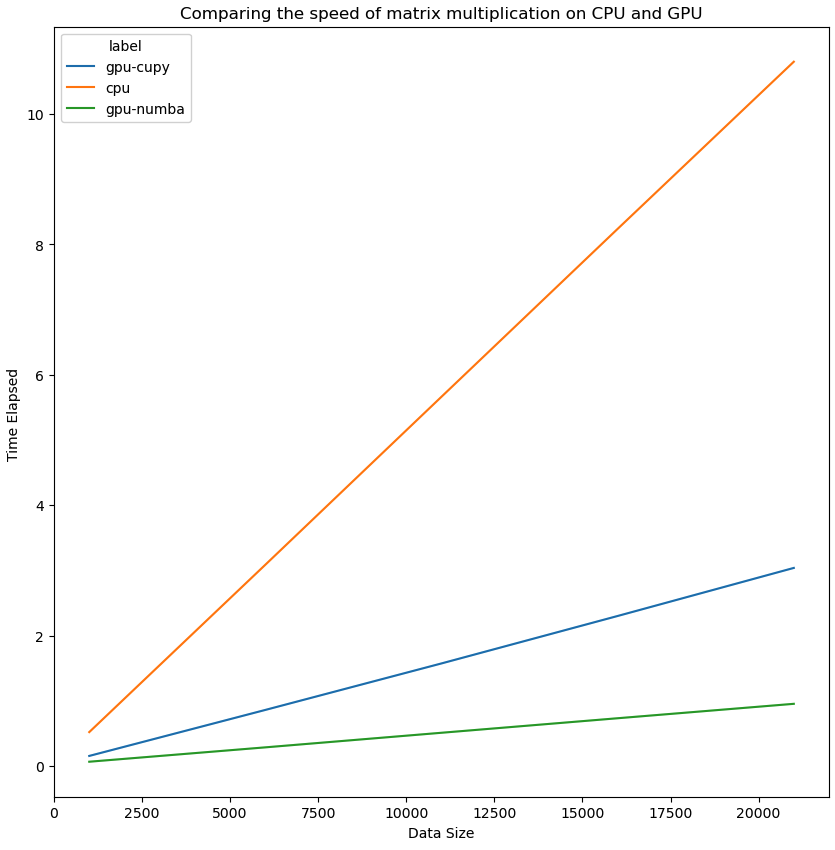 Comparing the speed of matrix multiplication on CPU and GPU
label
gpu-cupy
cpu
gpu-numba
10
8
6
4
2
0
Time Elapsed
0 2500 5000 7500 10000 12500 15000 17500 20000
Data Size